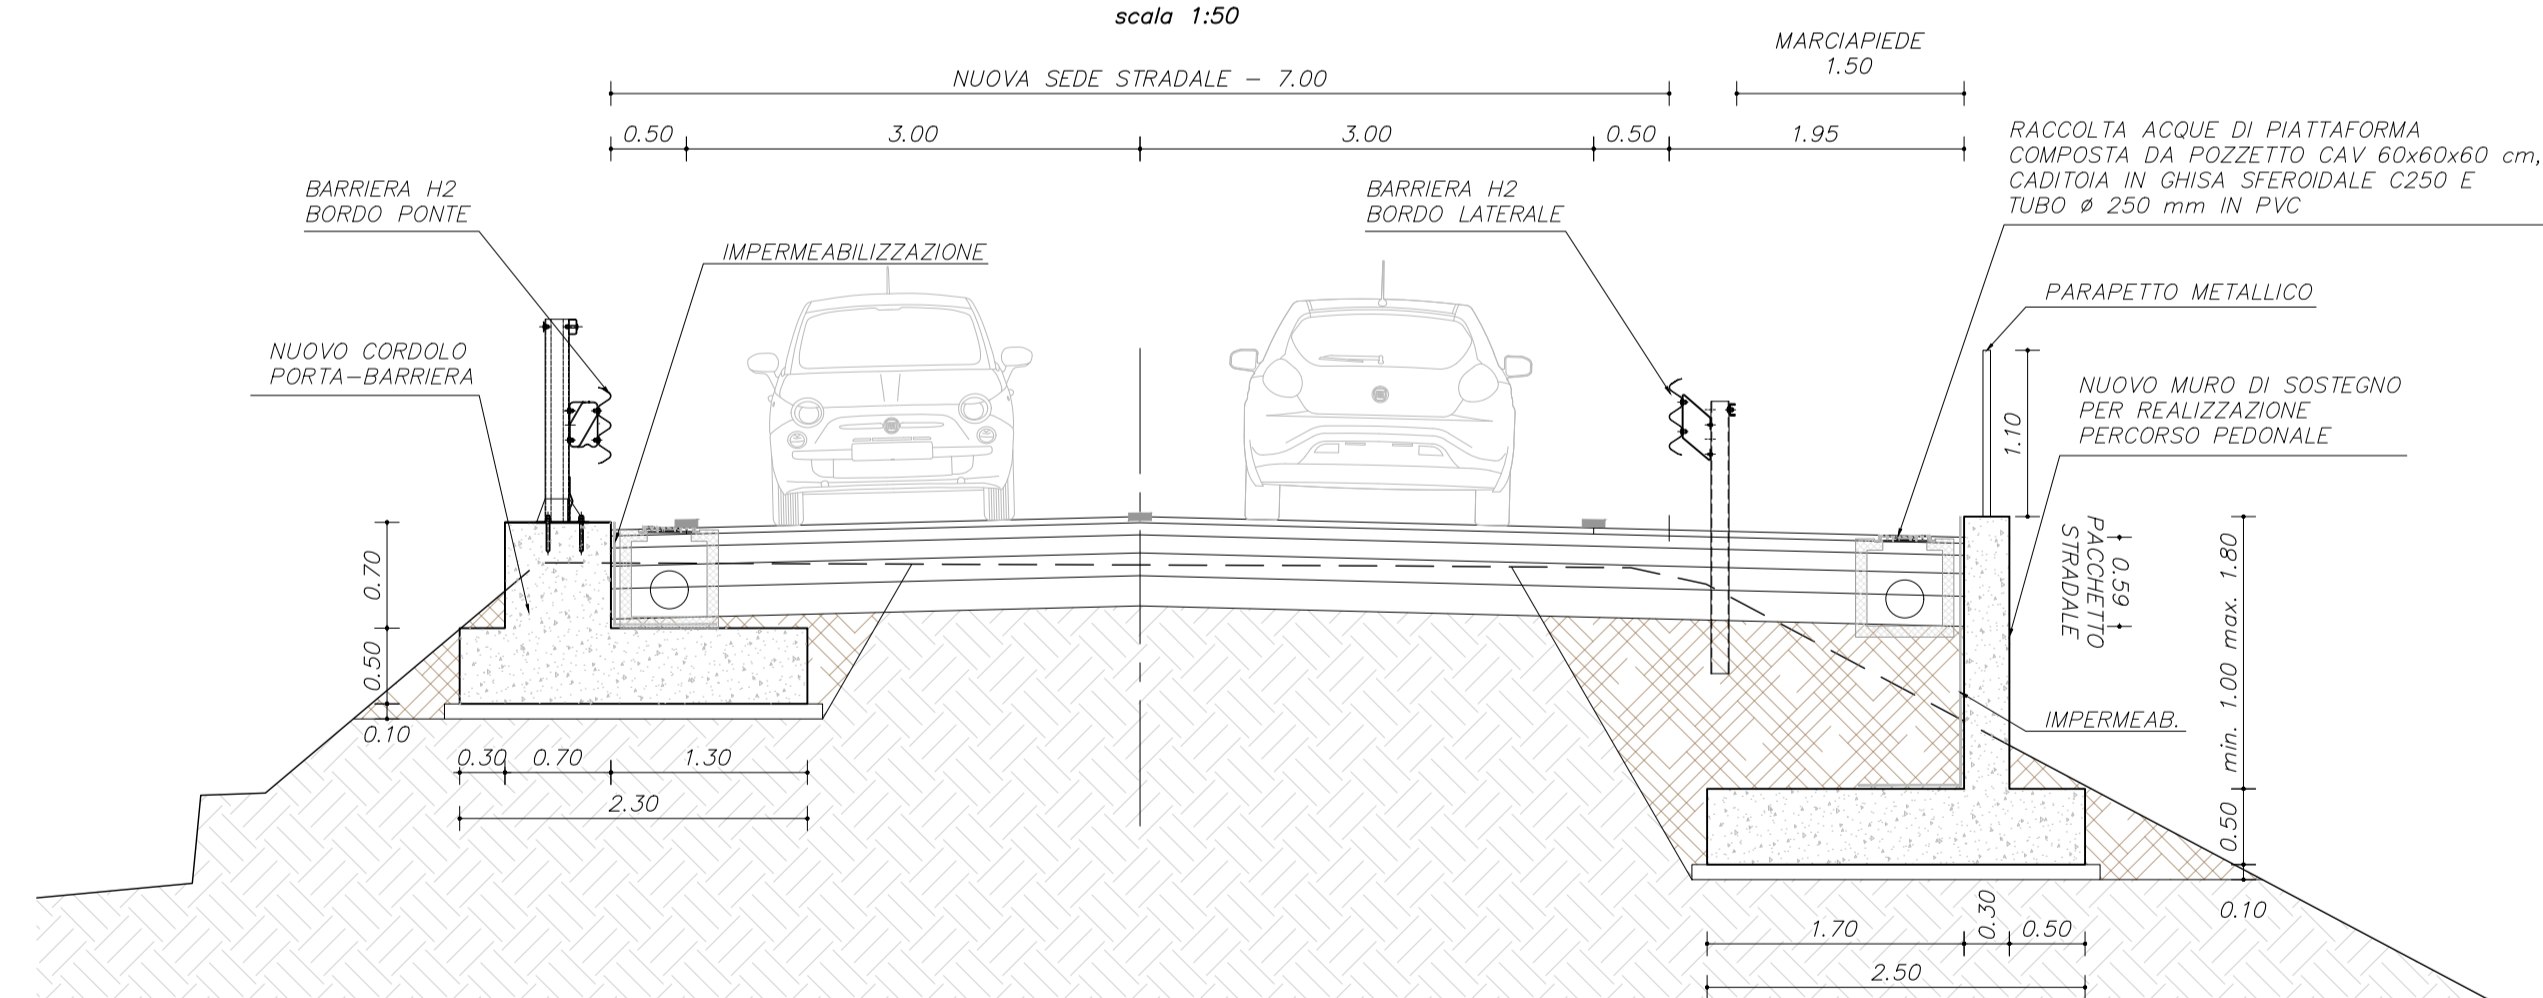 scala 1:50
MARCIAPIEDE
1.50
NUOVA SEDE STRADALE - 7.00
0.50
3.00
3.00
0.50
1.95
RACCOLTA ACQUE DI PIATTAFORMA
COMPOSTA DA POZZETTO CAV 60x60x60 cm,
CADITOIA IN GHISA SFEROIDALE C250 E
TUBO ø 250 mm IN PVC
BARRIERA H2
BORDO PONTE
BARRIERA H2
BORDO LATERALE
IMPERMEABILIZZAZIONE
PARAPETTO METALLICO
NUOVO CORDOLO
PORTA-BARRIERA
NUOVO MURO DI SOSTEGNO
PER REALIZZAZIONE
PERCORSO PEDONALE
1.10
0.70
0.50
0.10
0.59
PACCHETTO
STRADALE
min. 1.00 max. 1.80
0.50
0.10
IMPERMEAB.
0.30
0.70
1.30
2.30
1.70
0.30
0.50
2.50